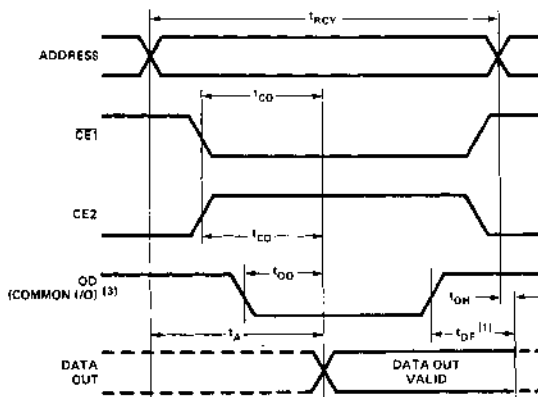 tRCY
ADDRESS
tCO
CE1
CE2
tCO
OD
(COMMON I/O) [3]
tOD
tOH
tA
tDF [1]
DATA OUT
DATA OUT VALID